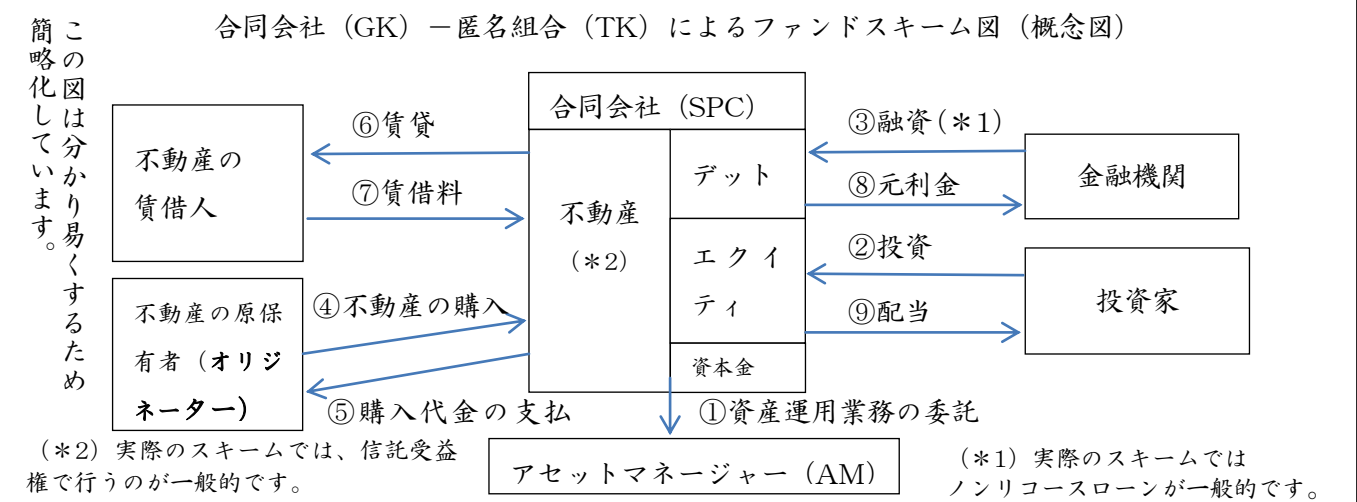 合同会社（GK）－匿名組合（TK）によるファンドスキーム図（概念図）
この図は分かり易くするため
簡略化しています。
合同会社（SPC）
不動産
（＊2）
デット
エクイ
ティ
資本金
不動産の
賃借人
⑥賃貸
⑦賃借料
③融資(＊1)
⑧元利金
金融機関
②投資
⑨配当
投資家
不動産の原保
有者（オリジ
ネーター）
④不動産の購入
⑤購入代金の支払
①資産運用業務の委託
アセットマネージャー（AM）
（＊2）実際のスキームでは、信託受益
権で行うのが一般的です。
（＊1）実際のスキームでは
ノンリコースローンが一般的です。